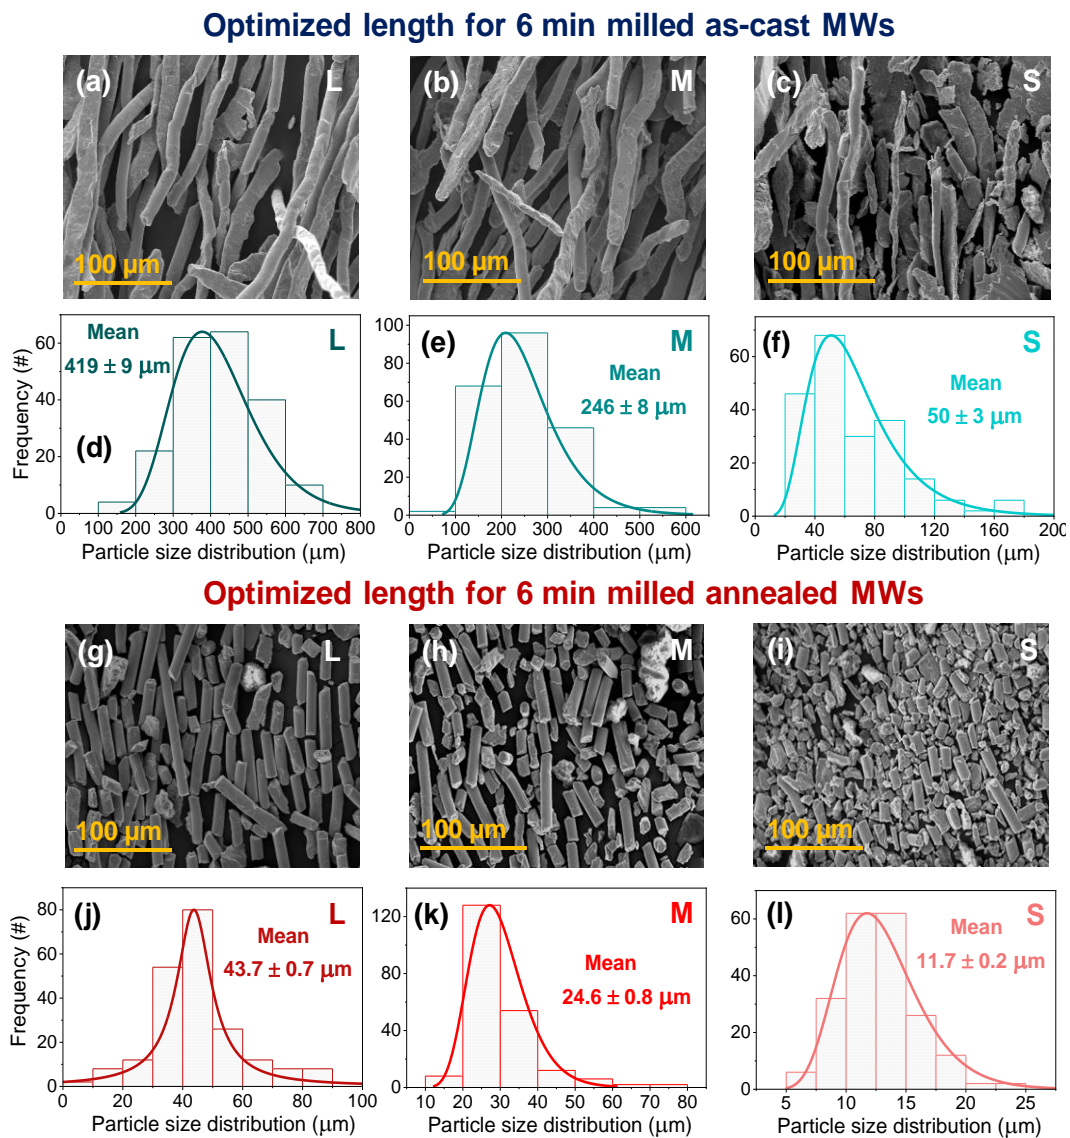 Optimized length for 6 min milled as-cast MWs
(a) L (b) M (c) S
100 µm 100 µm 100 µm
Mean
419 ± 9 µm
L
(d)
Frequency (#)
60
40
20
0
0 100 200 300 400 500 600 700 800
Particle size distribution (µm)
(e) M
Mean
246 ± 8 µm
100
80
60
40
20
0
0 100 200 300 400 500 600
Particle size distribution (µm)
(f) S
Mean
50 ± 3 µm
60
40
20
0
0 40 80 120 160 200
Particle size distribution (µm)
Optimized length for 6 min milled annealed MWs
(g) L (h) M (i) S
100 µm 100 µm 100 µm
(j) L
Mean
43.7 ± 0.7 µm
Frequency (#)
80
60
40
20
0
0 20 40 60 80 100
Particle size distribution (µm)
(k) M
Mean
24.6 ± 0.8 µm
120
80
40
0
10 20 30 40 50 60 70 80
Particle size distribution (µm)
(l) S
Mean
11.7 ± 0.2 µm
60
40
20
0
5 10 15 20 25
Particle size distribution (µm)